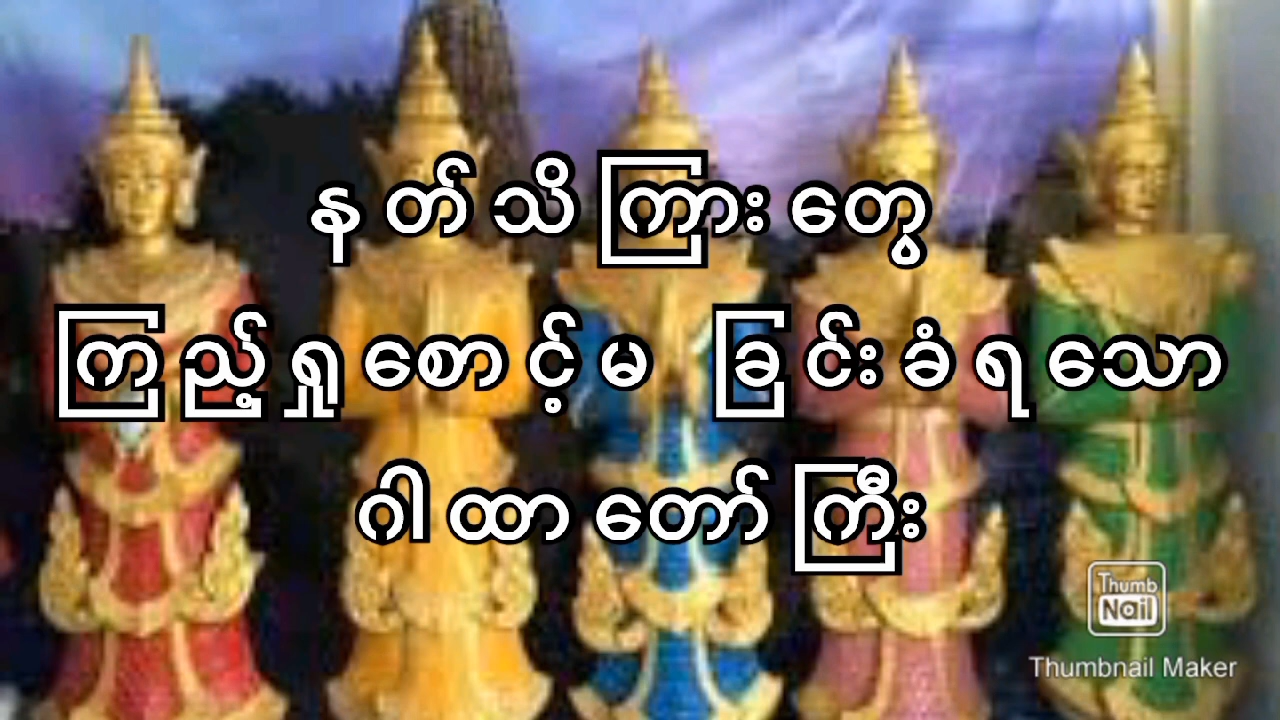 နတ်သိကြားတွေ
ကြည့်ရှုစောင့်မ ခြင်းခံရသော
ဂါထာတော်ကြီး
Thumb
Nail
Thumbnail Maker